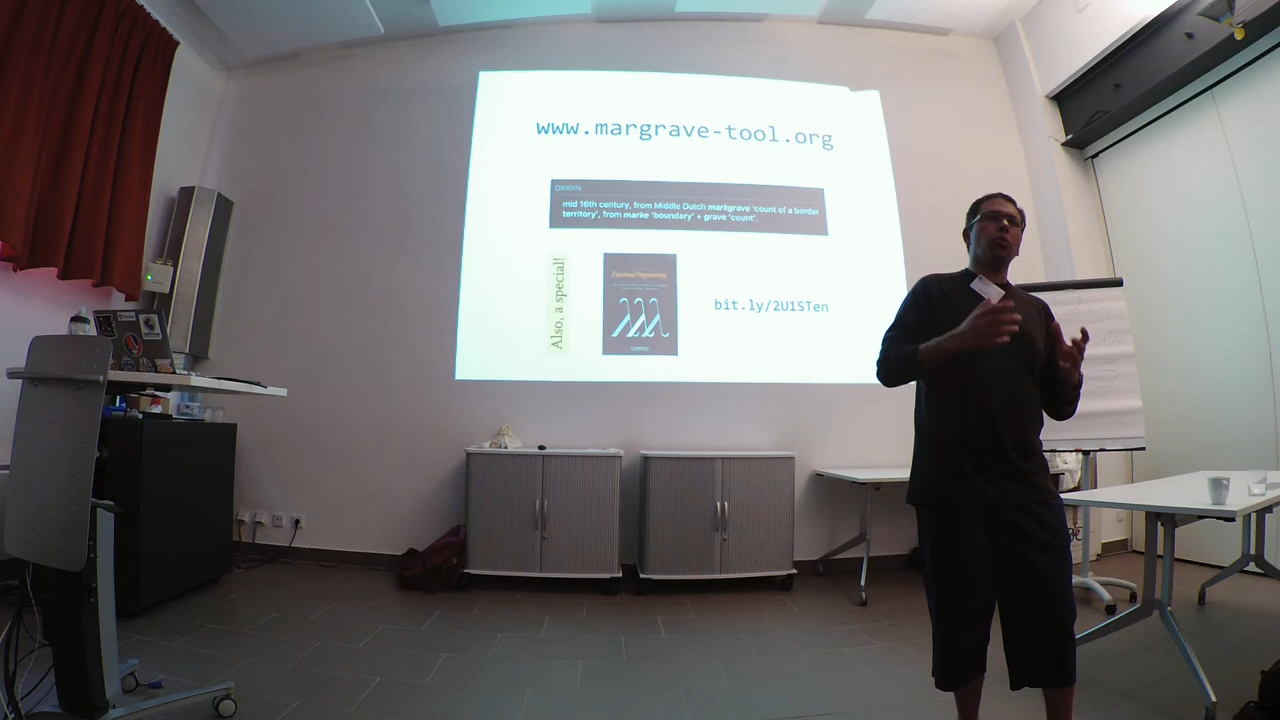 www.margrave-tool.org
ORIGIN
mid 16th century, from Middle Dutch markgrave 'count of a border
territory', from marke 'boundary' + grave 'count'.
Also, a special!
Functional Programming
λλλ
bit.ly/2U1STen